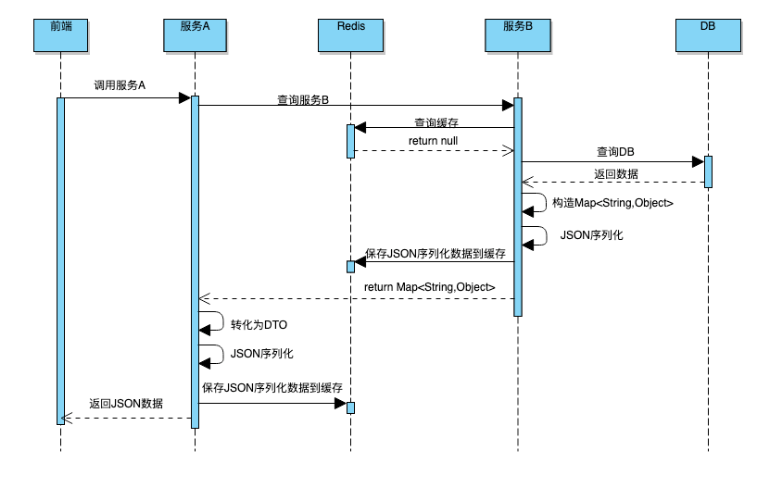 前端
服务A
Redis
服务B
DB
调用服务A
查询服务B
查询缓存
return null
查询DB
返回数据
构造Map<String,Object>
JSON序列化
保存JSON序列化数据到缓存
return Map<String,Object>
转化为DTO
JSON序列化
保存JSON序列化数据到缓存
返回JSON数据